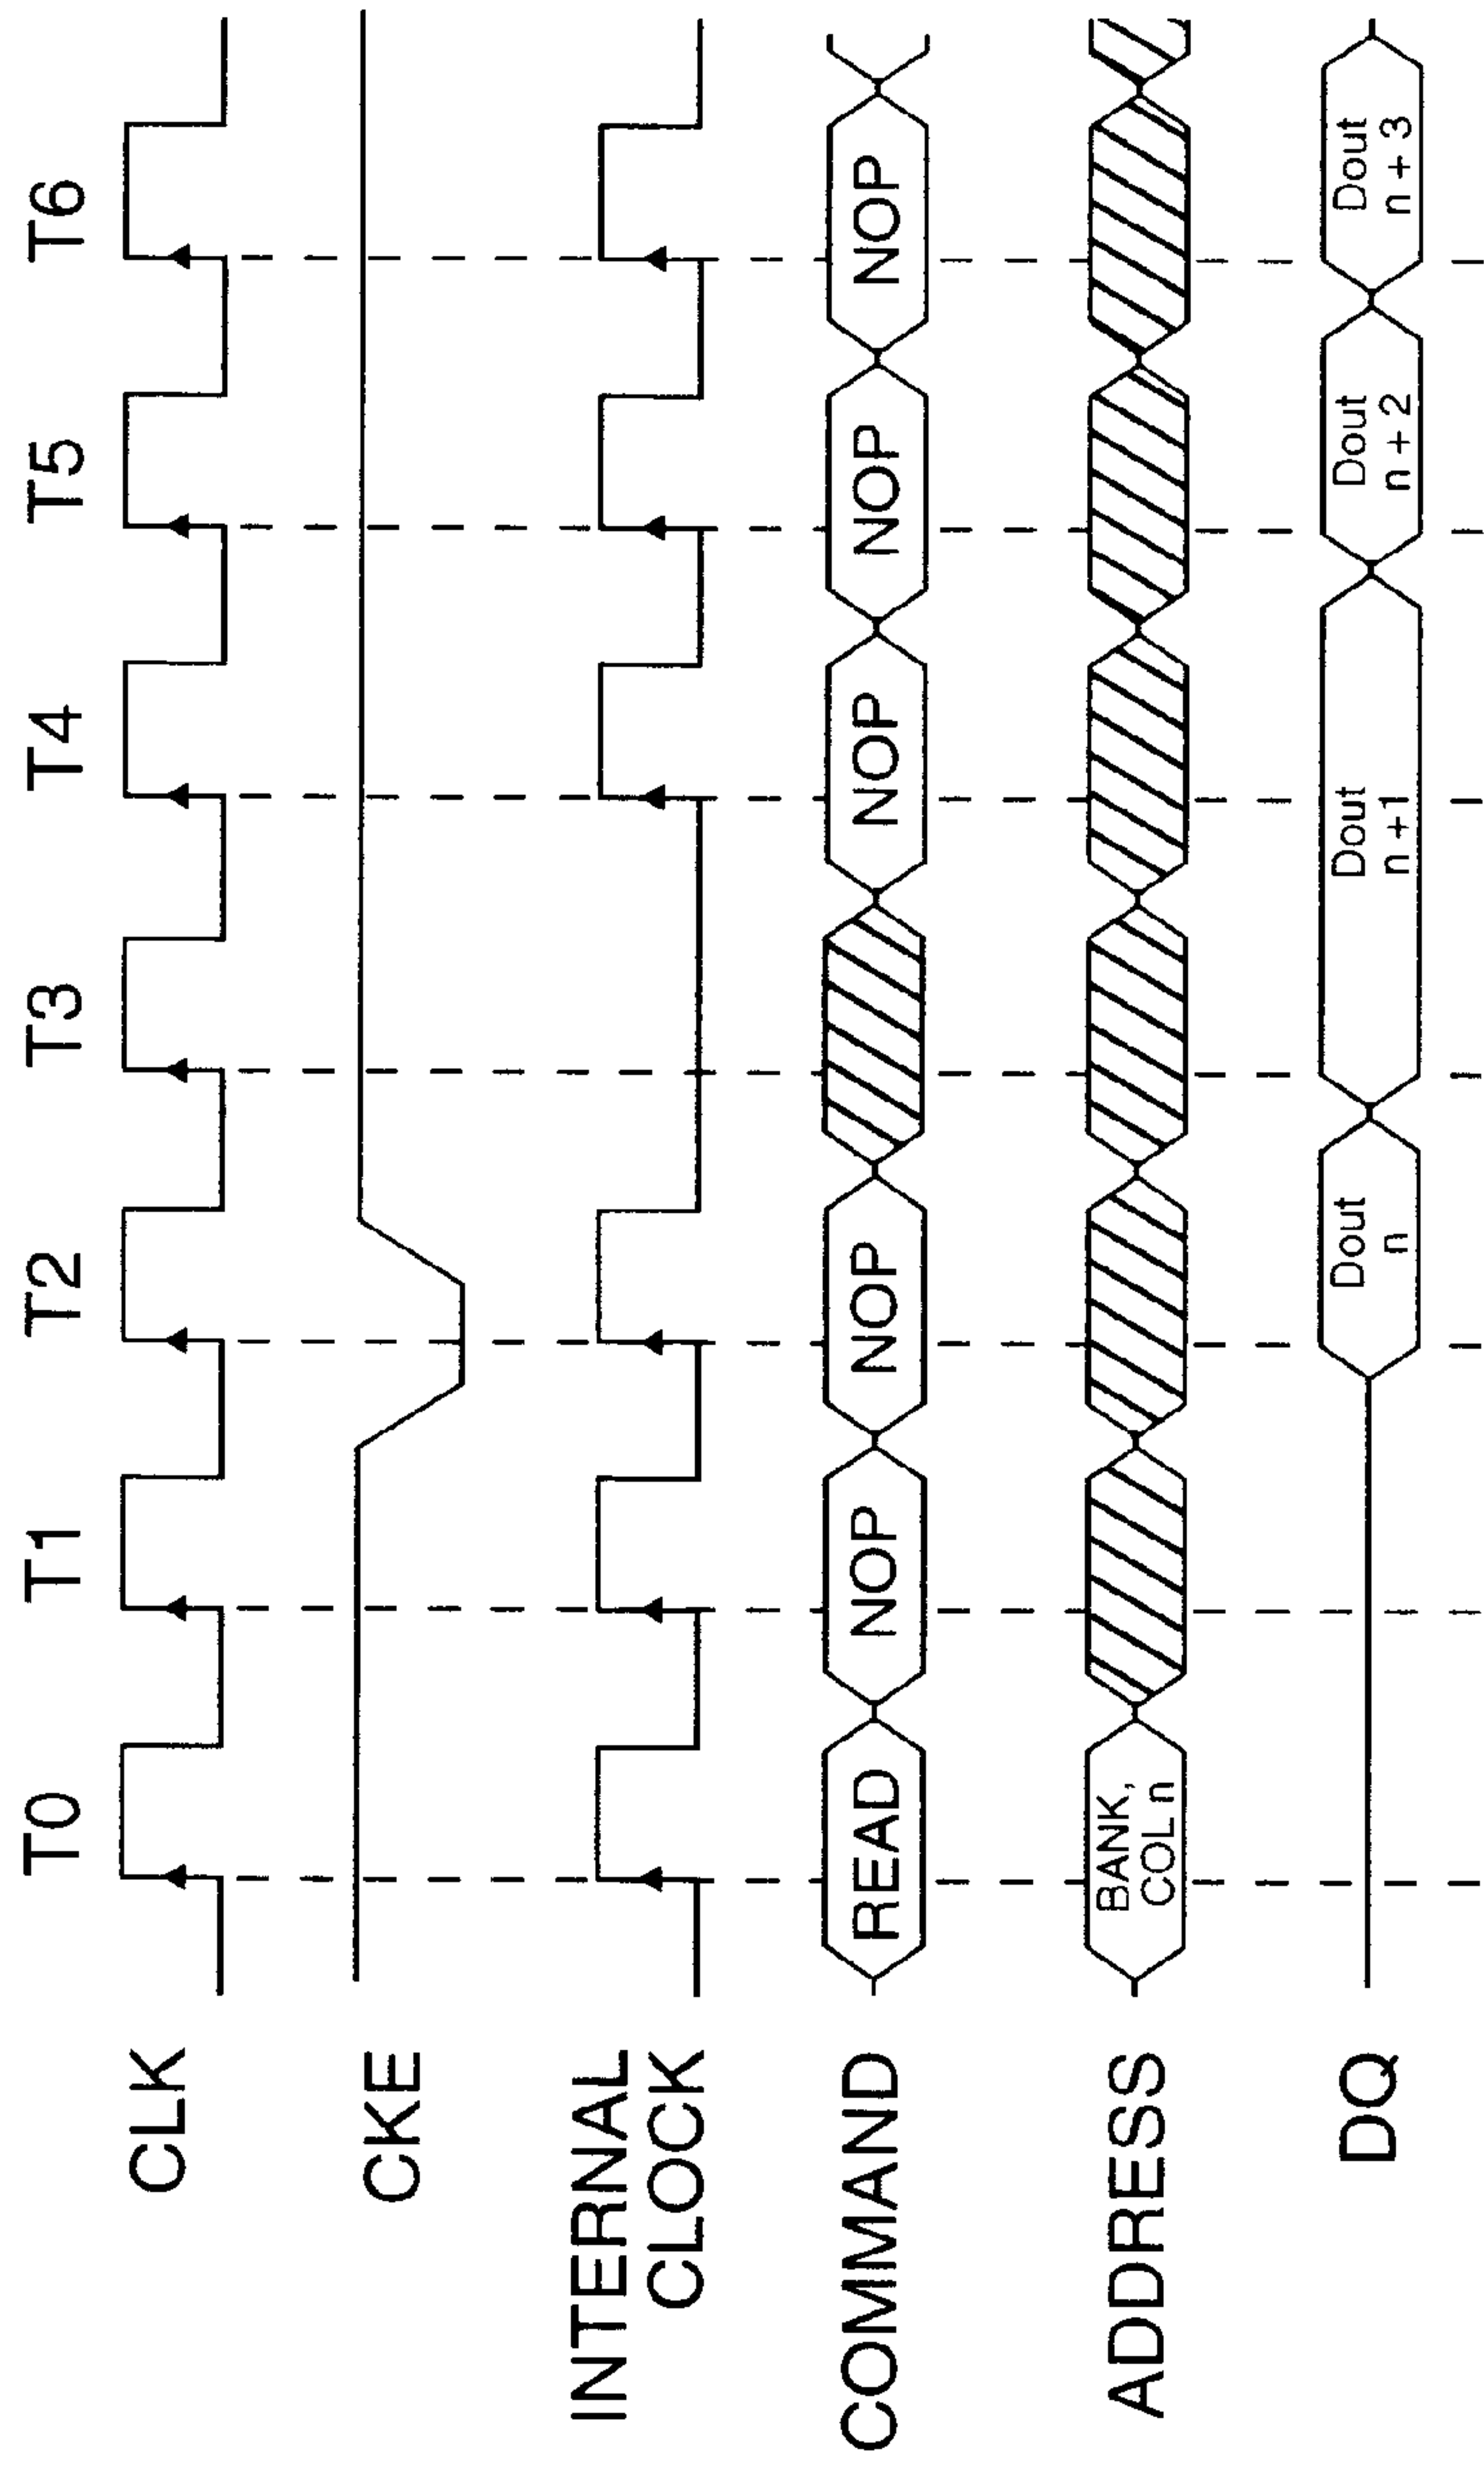 T0 T1 T2 T3 T4 T5 T6
CLK
CKE
INTERNAL
CLOCK
COMMAND READ NOP NOP NOP NOP NOP
ADDRESS BANK,
COL n
DQ Dout Dout Dout Dout
n n+1 n+2 n+3